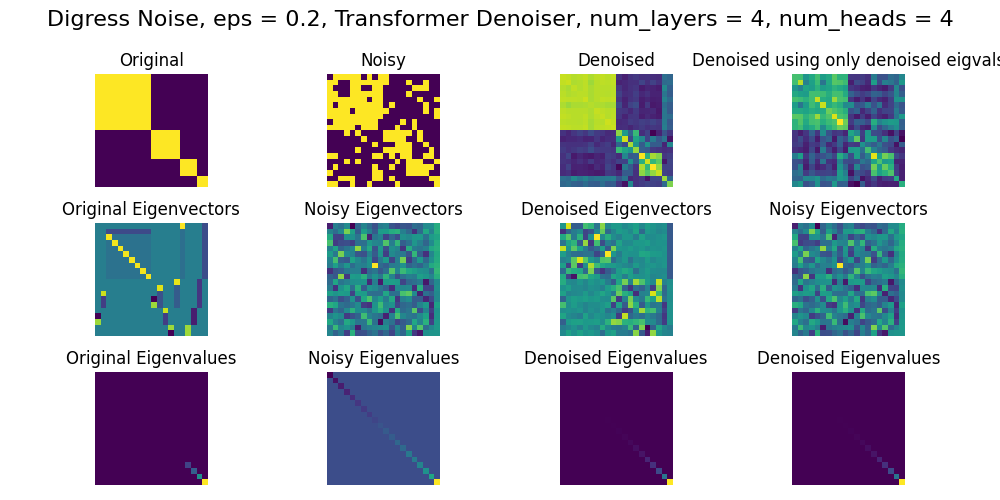 Digress Noise, eps = 0.2, Transformer Denoiser, num_layers = 4, num_heads = 4
Original
Noisy
Denoised
Denoised using only denoised eigvals
Original Eigenvectors
Noisy Eigenvectors
Denoised Eigenvectors
Noisy Eigenvectors
Original Eigenvalues
Noisy Eigenvalues
Denoised Eigenvalues
Denoised Eigenvalues